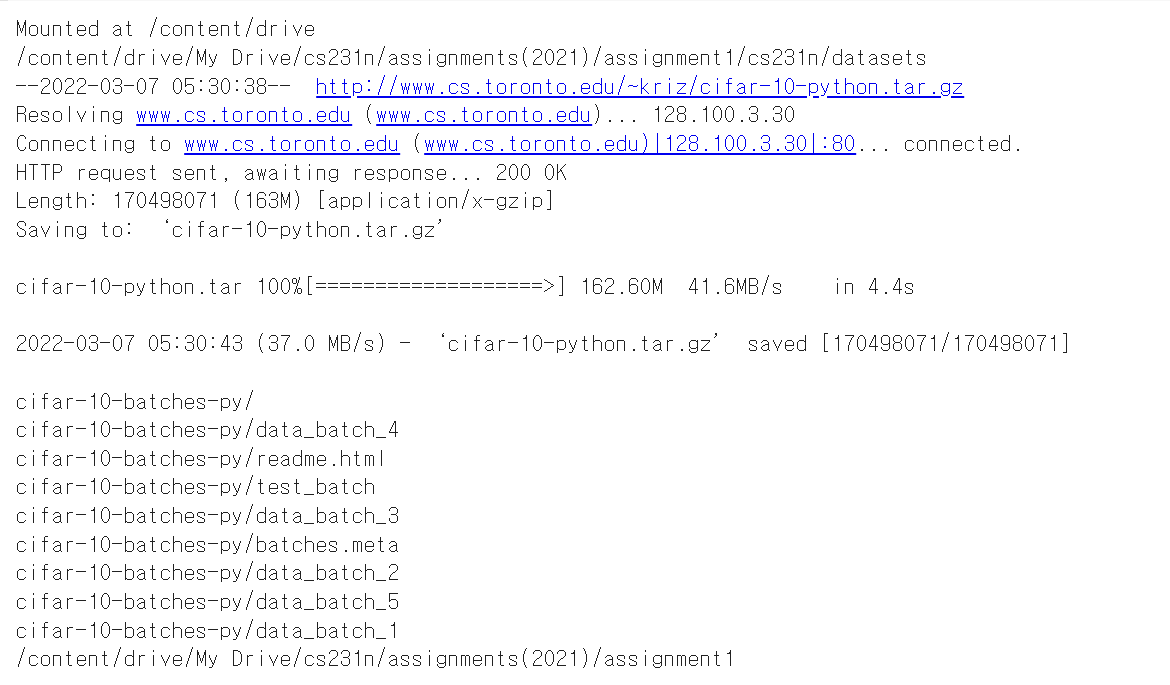 Mounted at /content/drive
/content/drive/My Drive/cs231n/assignments(2021)/assignment1/cs231n/datasets
--2022-03-07 05:30:38--  http://www.cs.toronto.edu/~kriz/cifar-10-python.tar.gz
Resolving www.cs.toronto.edu (www.cs.toronto.edu)... 128.100.3.30
Connecting to www.cs.toronto.edu (www.cs.toronto.edu)|128.100.3.30|:80... connected.
HTTP request sent, awaiting response... 200 OK
Length: 170498071 (163M) [application/x-gzip]
Saving to: ‘cifar-10-python.tar.gz’
cifar-10-python.tar 100%[===================>] 162.60M  41.6MB/s    in 4.4s
2022-03-07 05:30:43 (37.0 MB/s) - ‘cifar-10-python.tar.gz’ saved [170498071/170498071]
cifar-10-batches-py/
cifar-10-batches-py/data_batch_4
cifar-10-batches-py/readme.html
cifar-10-batches-py/test_batch
cifar-10-batches-py/data_batch_3
cifar-10-batches-py/batches.meta
cifar-10-batches-py/data_batch_2
cifar-10-batches-py/data_batch_5
cifar-10-batches-py/data_batch_1
/content/drive/My Drive/cs231n/assignments(2021)/assignment1